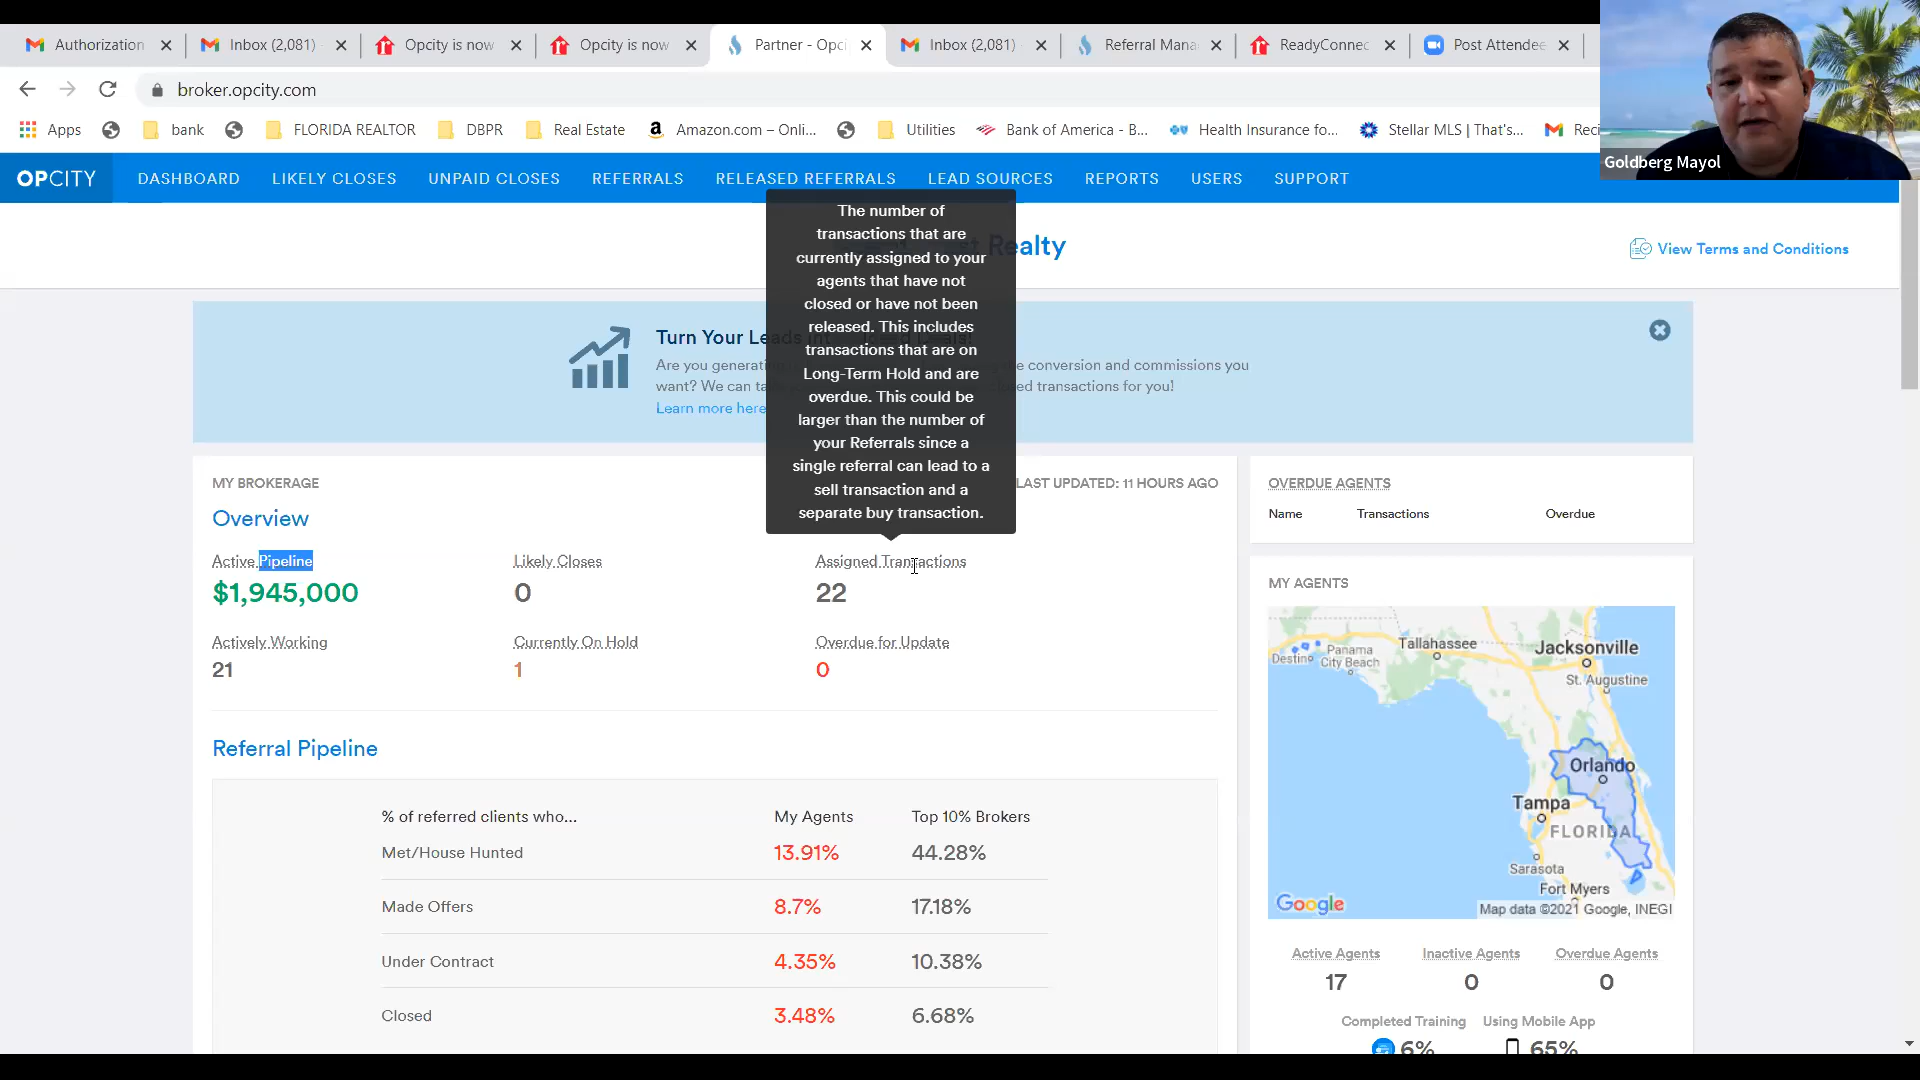 Authorization
Inbox (2,081)
Opcity is now
Opcity is now
Partner - Opci
Inbox (2,081)
Referral Mana
ReadyConnec
Post Attendee
broker.opcity.com
Apps
bank
FLORIDA REALTOR
DBPR
Real Estate
Amazon.com – Onli...
Utilities
Bank of America - B...
Health Insurance fo...
Stellar MLS | That's...
Reci
Goldberg Mayol
OPCITY
DASHBOARD
LIKELY CLOSES
UNPAID CLOSES
REFERRALS
RELEASED REFERRALS
LEAD SOURCES
REPORTS
USERS
SUPPORT
Realty
View Terms and Conditions
The number of
transactions that are
currently assigned to your
agents that have not
closed or have not been
released. This includes
transactions that are on
Long-Term Hold and are
overdue. This could be
larger than the number of
your Referrals since a
single referral can lead to a
sell transaction and a
separate buy transaction.
Turn Your Leads
Are you generati
e conversion and commissions you
want? We can ta
transactions for you!
Learn more here
MY BROKERAGE
LAST UPDATED: 11 HOURS AGO
Overview
Active Pipeline
$1,945,000
Likely Closes
0
Assigned Transactions
22
Actively Working
21
Currently On Hold
1
Overdue for Update
0
Referral Pipeline
% of referred clients who... My Agents Top 10% Brokers
Met/House Hunted 13.91% 44.28%
Made Offers 8.7% 17.18%
Under Contract 4.35% 10.38%
Closed 3.48% 6.68%
OVERDUE AGENTS
Name Transactions Overdue
MY AGENTS
Tallahassee
Jacksonville
Destino
Panama
City Beach
St. Augustine
Orlando
Tampa
FLORIDA
Sarasota
Fort Myers
Google
Map data ©2021 Google, INEGI
Active Agents
17
Inactive Agents
0
Overdue Agents
0
Completed Training
6%
Using Mobile App
65%